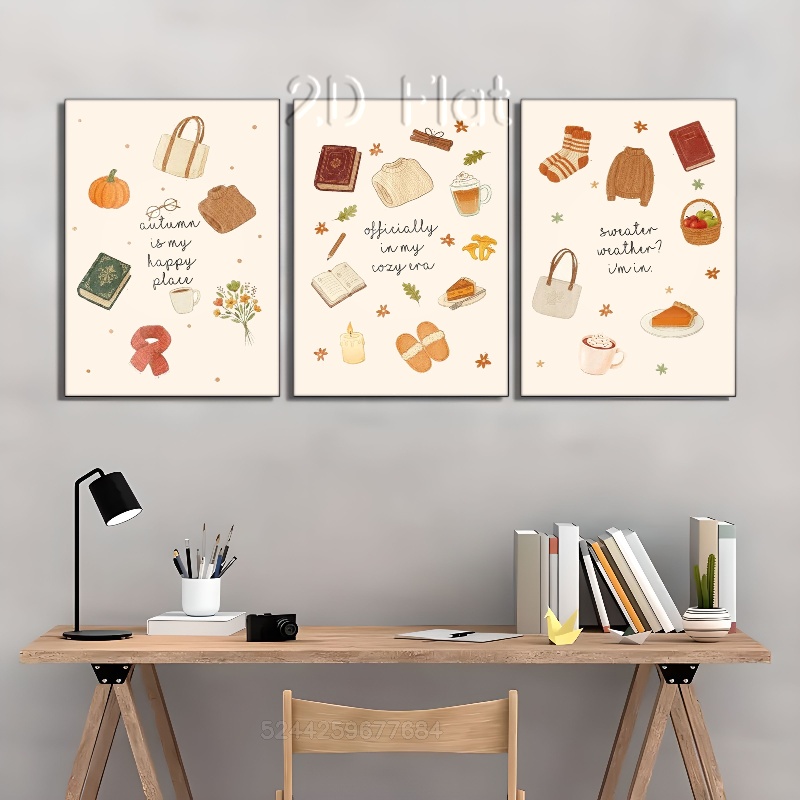 2D Flat
autumn
is my
happy
place
officially
in my
cozy era
sweater
weather?
i'm in.
5244259677684